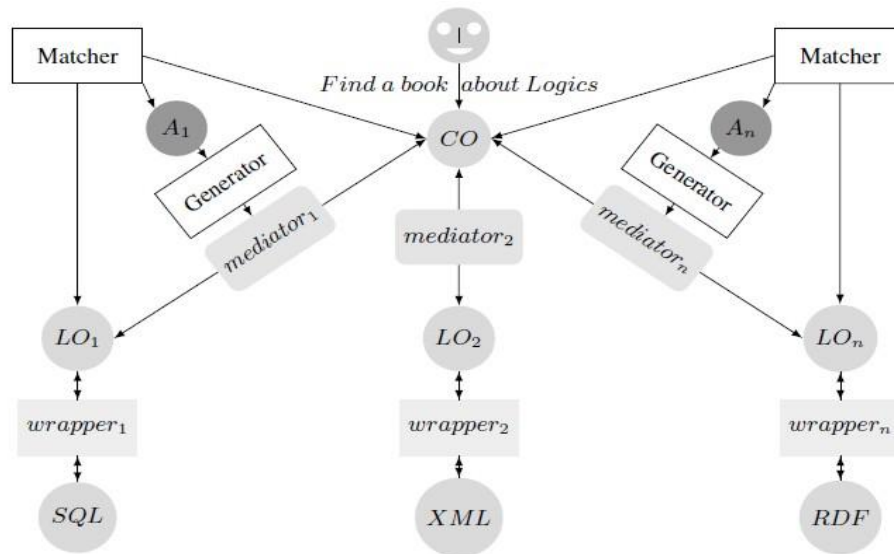 Matcher
Matcher
Find a book about Logics
A₁
CO
Aₙ
Generator
Generator
mediator₁
mediator₂
mediatorₙ
LO₁
LO₂
LOₙ
wrapper₁
wrapper₂
wrapperₙ
SQL
XML
RDF